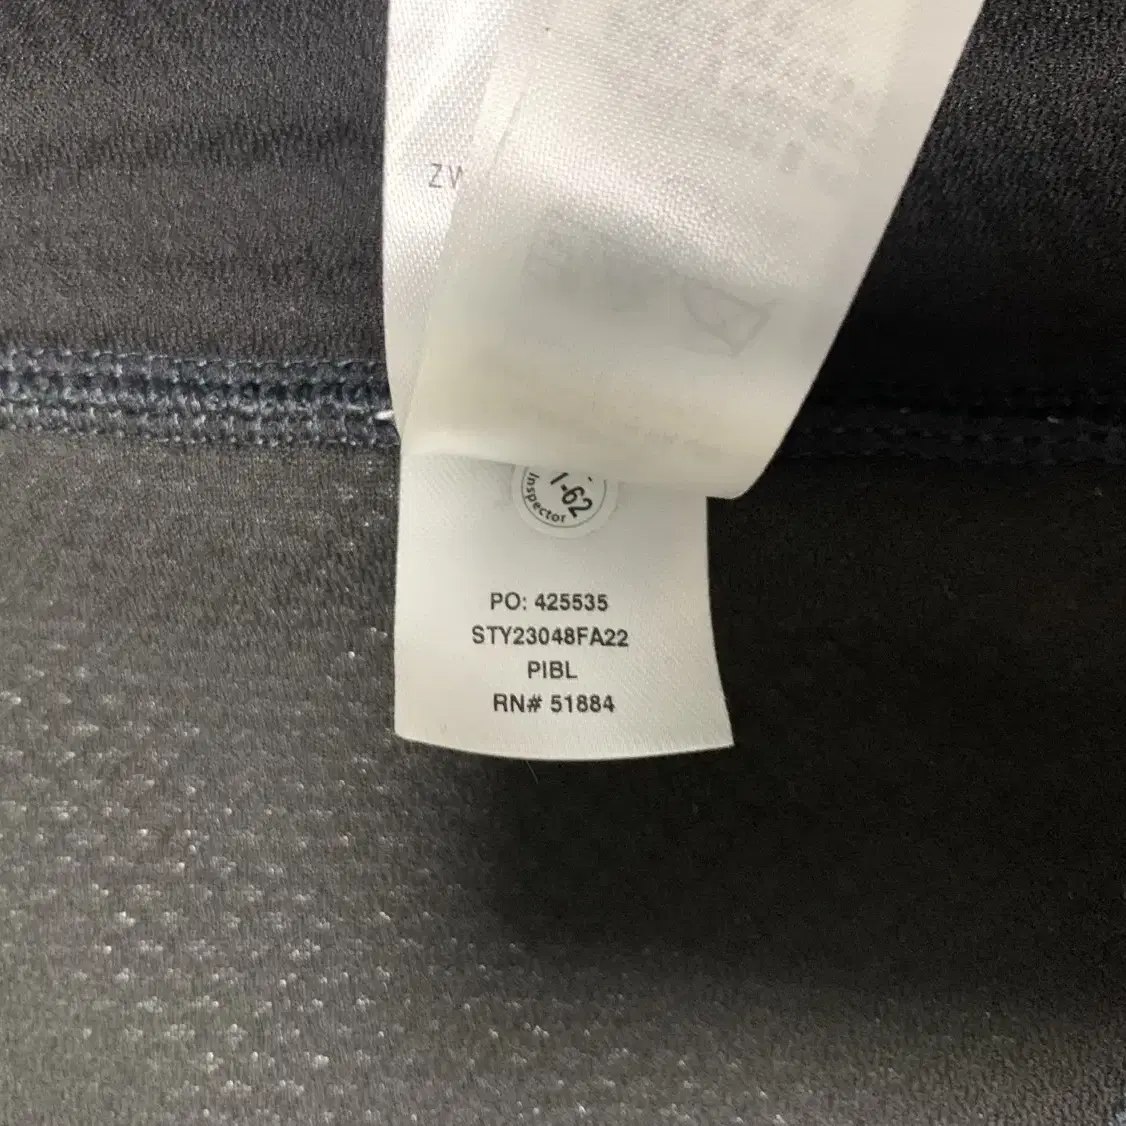 ZW
1-62
Inspector
PO: 425535
STY23048FA22
PIBL
RN# 51884